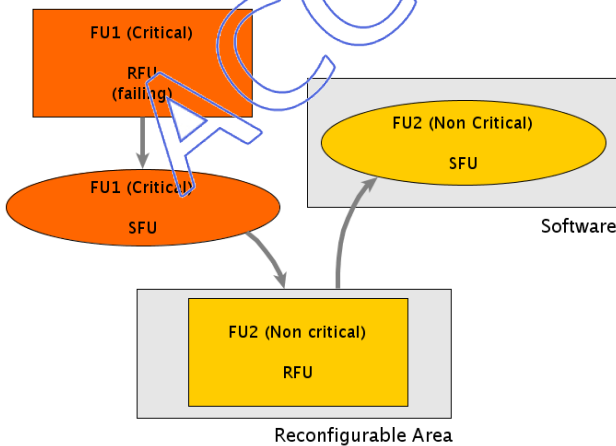 FU1 (Critical)
RFU
(failing)
FU1 (Critical)
SFU
FU2 (Non Critical)
SFU
Software
FU2 (Non critical)
RFU
Reconfigurable Area